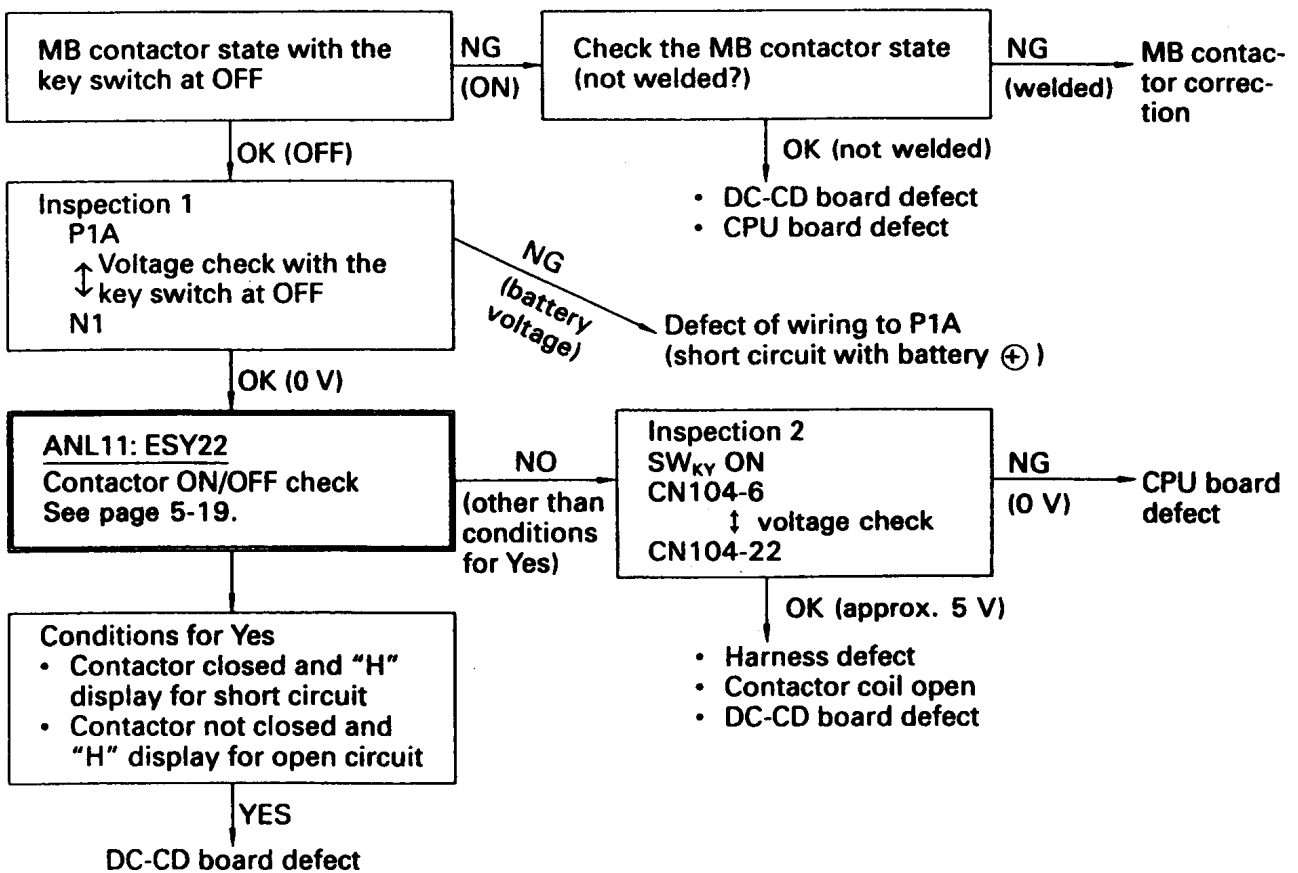 MB contactor state with the
key switch at OFF
NG
(ON)
Check the MB contactor state
(not welded?)
NG
(welded)
MB contac-
tor correc-
tion
OK (OFF)
OK (not welded)
• DC-CD board defect
• CPU board defect
Inspection 1
P1A
↕ Voltage check with the
key switch at OFF
N1
NG
(battery
voltage)
Defect of wiring to P1A
(short circuit with battery ⊕ )
OK (0 V)
ANL11: ESY22
Contactor ON/OFF check
See page 5-19.
NO
(other than
conditions
for Yes)
Inspection 2
SWKY ON
CN104-6
↕ voltage check
CN104-22
NG
(0 V)
CPU board
defect
OK (approx. 5 V)
• Harness defect
• Contactor coil open
• DC-CD board defect
Conditions for Yes
• Contactor closed and "H"
display for short circuit
• Contactor not closed and
"H" display for open circuit
YES
DC-CD board defect